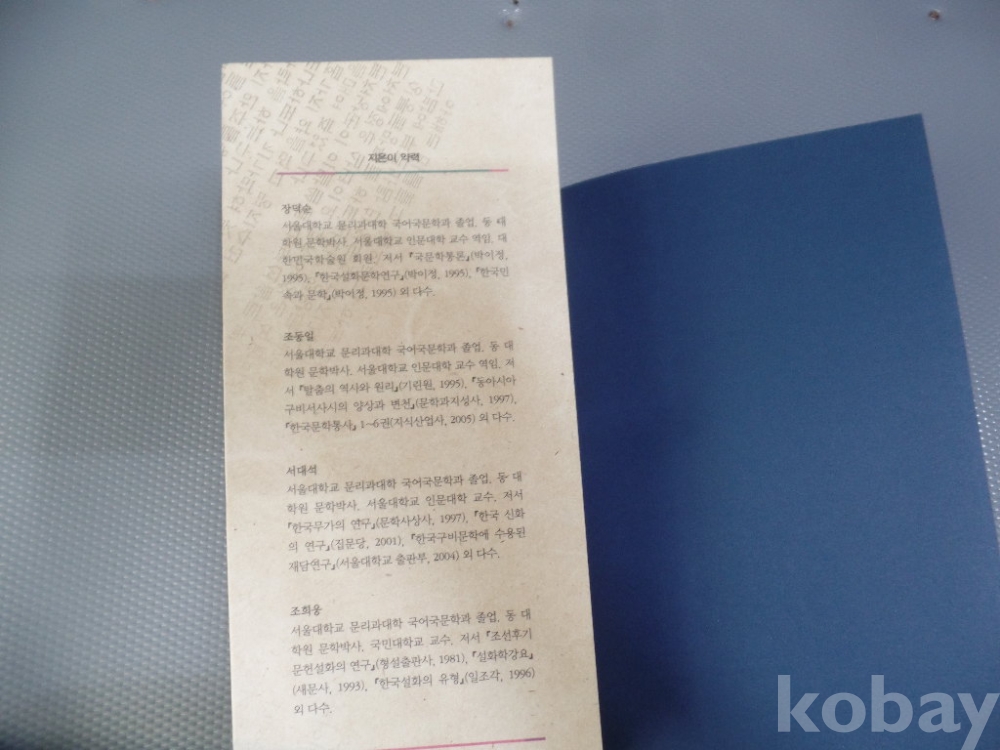 지은이 약력
장덕순
서울대학교 문리과대학 국어국문학과 졸업, 동 대
학원 문학박사. 서울대학교 인문대학 교수 역임. 대
한민국학술원 회원. 저서 『국문학통론』(박이정,
1995), 『한국설화문학연구』(박이정, 1995), 『한국민
속과 문학』(박이정, 1995) 외 다수.
조동일
서울대학교 문리과대학 국어국문학과 졸업, 동 대
학원 문학박사. 서울대학교 인문대학 교수 역임. 저
서 『탈춤의 역사와 원리』(기린원, 1995), 『동아시아
구비서사시의 양상과 변천』(문학과지성사, 1997),
『한국문학통사』 1~6권(지식산업사, 2005) 외 다수.
서대석
서울대학교 문리과대학 국어국문학과 졸업, 동 대
학원 문학박사. 서울대학교 인문대학 교수. 저서
『한국무가의 연구』(문학사상사, 1997), 『한국 신화
의 연구』(집문당, 2001), 『한국구비문학에 수용된
재담연구』(서울대학교 출판부, 2004) 외 다수.
조희웅
서울대학교 문리과대학 국어국문학과 졸업, 동 대
학원 문학박사. 국민대학교 교수. 저서 『조선후기
문헌설화의 연구』(형설출판사, 1981), 『설화학강요』
(새문사, 1993), 『한국설화의 유형』(일조각, 1996)
외 다수.
kobay